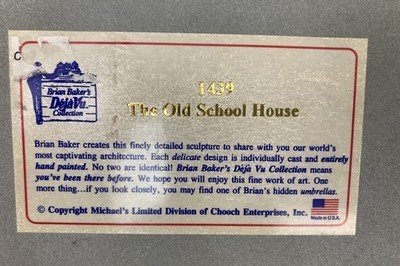 Brian Baker's
Déjà Vu
Collection
1439
The Old School House
Brian Baker creates this finely detailed sculpture to share with you our world's
most captivating architecture. Each delicate design is individually cast and entirely
hand painted. No two are identical! Brian Baker's Déjà Vu Collection means
you've been there before. We hope you will enjoy this fine work of art. One
more thing...if you look closely, you may find one of Brian's hidden umbrellas.
© Copyright Michael's Limited Division of Chooch Enterprises, Inc.
Made in U.S.A.